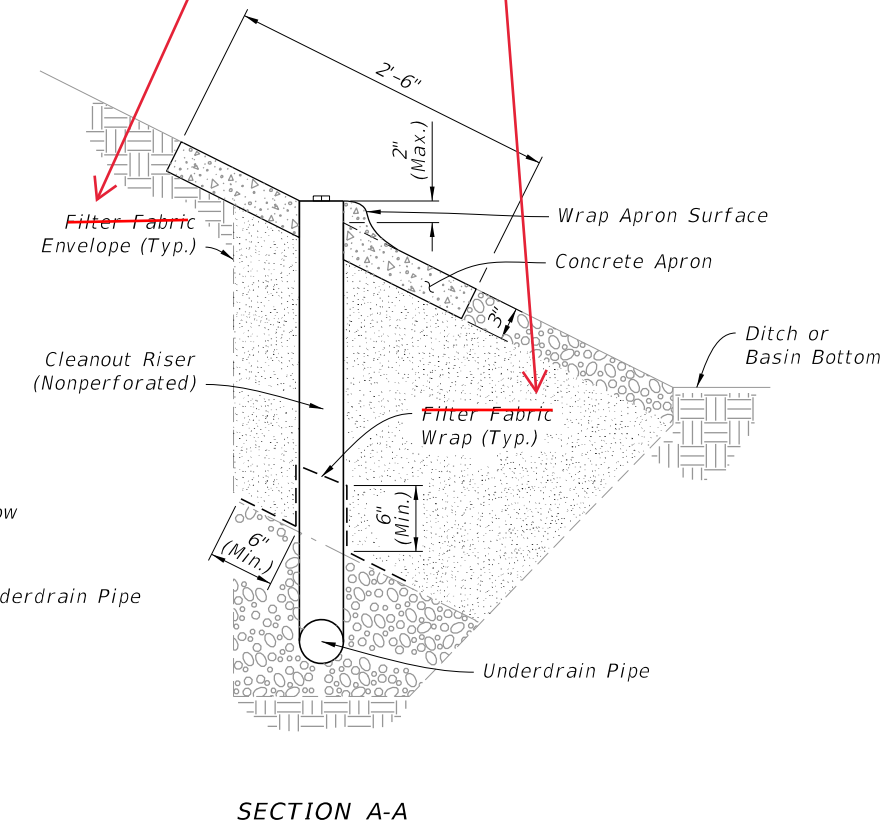 2'-6"
2"
(Max.)
Filter Fabric
Envelope (Typ.)
Wrap Apron Surface
Concrete Apron
3"
Ditch or
Basin Bottom
Cleanout Riser
(Nonperforated)
Filter Fabric
Wrap (Typ.)
6"
(Min.)
6"
(Min.)
ow
derdrain Pipe
Underdrain Pipe
SECTION A-A